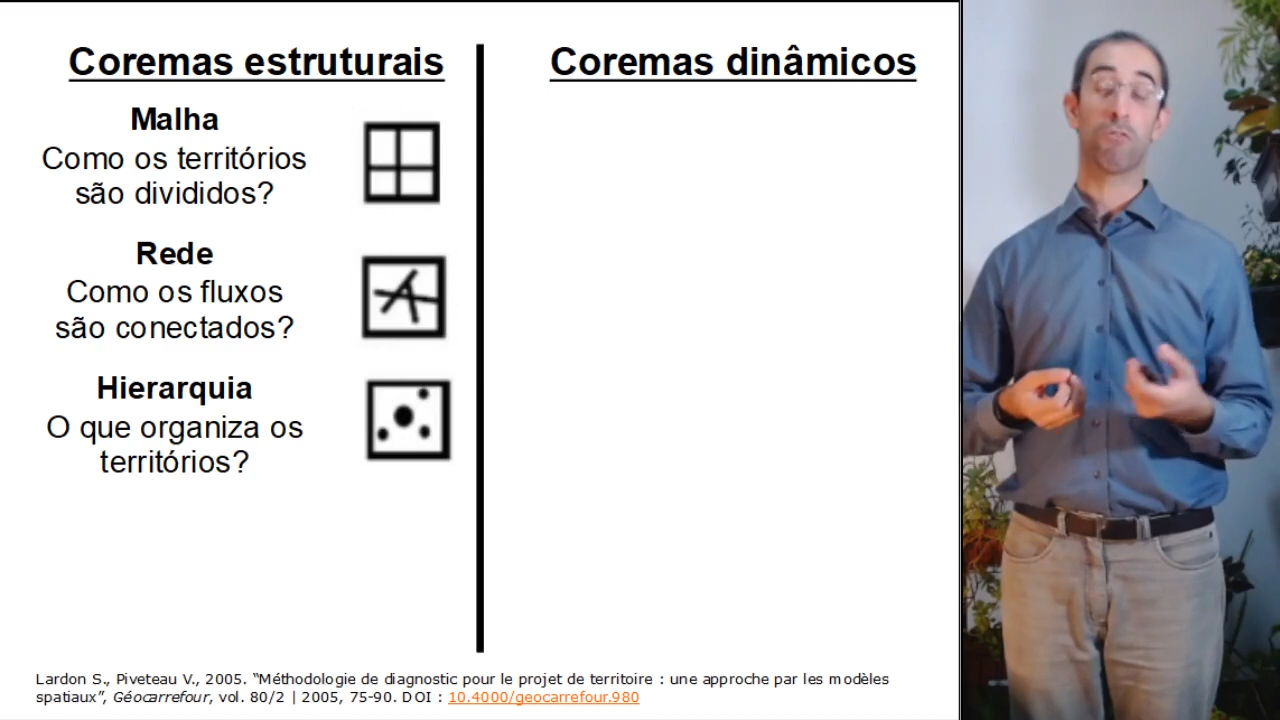 Coremas estruturais
Malha
Como os territórios
são divididos?
Rede
Como os fluxos
são conectados?
Hierarquia
O que organiza os
territórios?
Coremas dinâmicos
Lardon S., Piveteau V., 2005. “Méthodologie de diagnostic pour le projet de territoire : une approche par les modèles
spatiaux”, Géocarrefour, vol. 80/2 | 2005, 75-90. DOI : 10.4000/geocarrefour.980